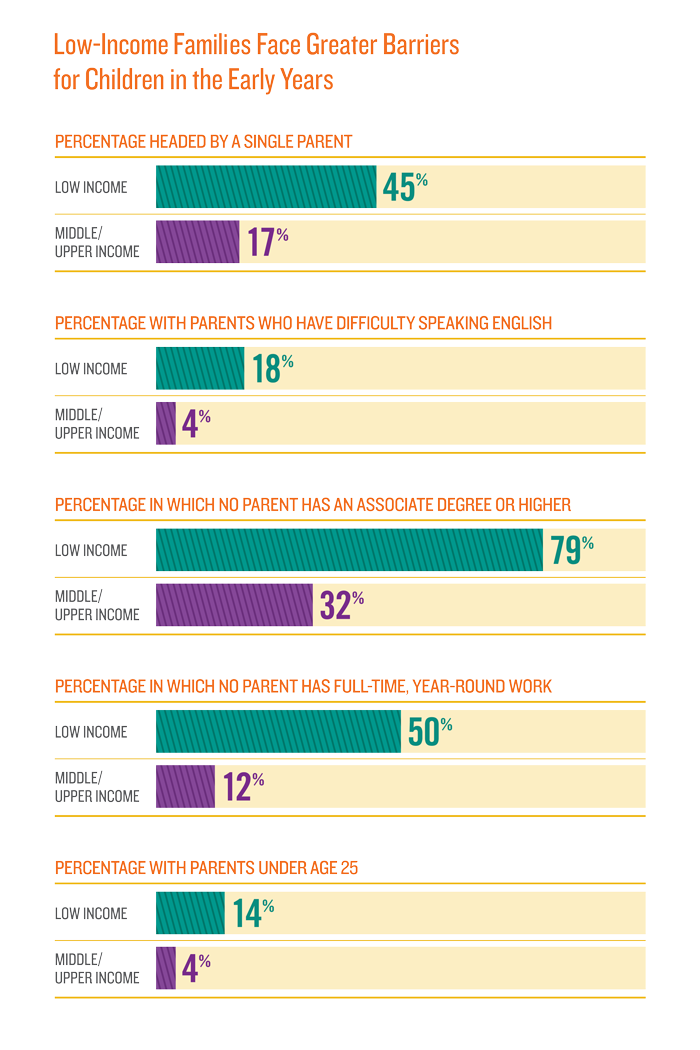 Low-Income Families Face Greater Barriers
for Children in the Early Years
PERCENTAGE HEADED BY A SINGLE PARENT
LOW INCOME
45%
MIDDLE/
UPPER INCOME
17%
PERCENTAGE WITH PARENTS WHO HAVE DIFFICULTY SPEAKING ENGLISH
LOW INCOME
18%
MIDDLE/
UPPER INCOME
4%
PERCENTAGE IN WHICH NO PARENT HAS AN ASSOCIATE DEGREE OR HIGHER
LOW INCOME
79%
MIDDLE/
UPPER INCOME
32%
PERCENTAGE IN WHICH NO PARENT HAS FULL-TIME, YEAR-ROUND WORK
LOW INCOME
50%
MIDDLE/
UPPER INCOME
12%
PERCENTAGE WITH PARENTS UNDER AGE 25
LOW INCOME
14%
MIDDLE/
UPPER INCOME
4%